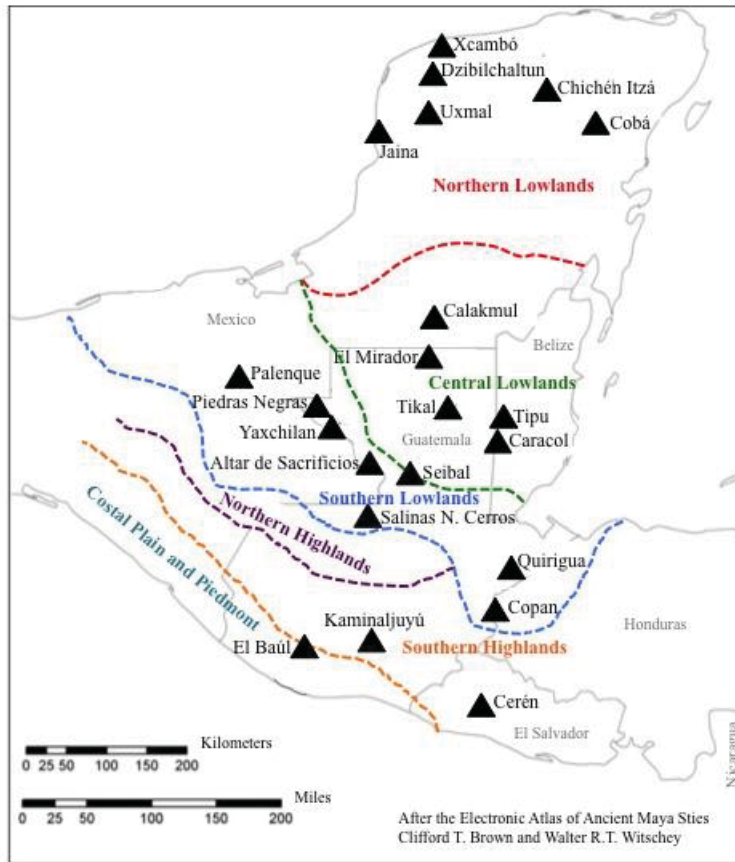 Xcambó
Dzibilchaltun
Chichén Itzá
Uxmal
Cobá
Jaina
Northern Lowlands
Calakmul
Mexico
Belize
El Mirador
Palenque
Central Lowlands
Piedras Negras
Tikal
Tipu
Yaxchilan
Guatemala
Caracol
Altar de Sacrificios
Seibal
Southern Lowlands
Salinas N. Cerros
Northern Highlands
Costal Plain and Piedmont
Quirigua
Copan
Kaminaljuyú
Honduras
El Baúl
Southern Highlands
Cerén
El Salvador
Nicaragua
Kilometers
0 25 50 100 150 200
Miles
0 25 50 100 150 200
After the Electronic Atlas of Ancient Maya Sties
Clifford T. Brown and Walter R.T. Witschey